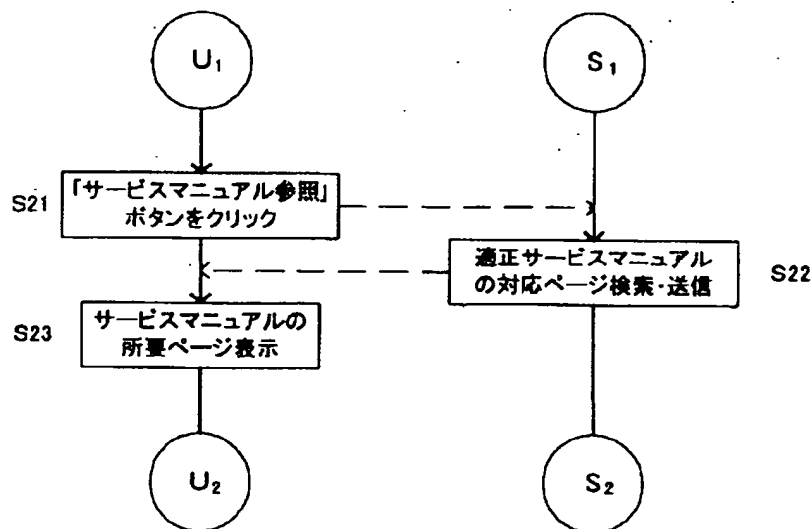 U1
S1
S21
「サービスマニュアル参照」
ボタンをクリック
適正サービスマニュアル
の対応ページ検索・送信
S22
S23
サービスマニュアルの
所要ページ表示
U2
S2